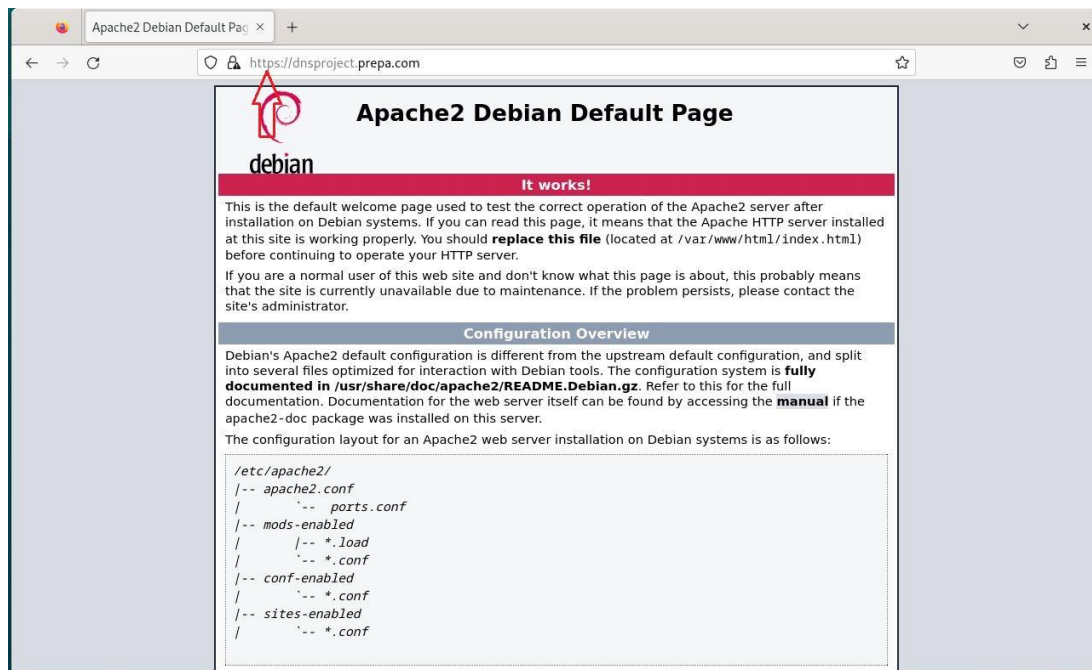 Apache2 Debian Default Pag
https://dnsproject.prepa.com
Apache2 Debian Default Page
debian
It works!
This is the default welcome page used to test the correct operation of the Apache2 server after
installation on Debian systems. If you can read this page, it means that the Apache HTTP server installed
at this site is working properly. You should replace this file (located at /var/www/html/index.html)
before continuing to operate your HTTP server.
If you are a normal user of this web site and don't know what this page is about, this probably means
that the site is currently unavailable due to maintenance. If the problem persists, please contact the
site's administrator.
Configuration Overview
Debian's Apache2 default configuration is different from the upstream default configuration, and split
into several files optimized for interaction with Debian tools. The configuration system is fully
documented in /usr/share/doc/apache2/README.Debian.gz. Refer to this for the full
documentation. Documentation for the web server itself can be found by accessing the manual if the
apache2-doc package was installed on this server.
The configuration layout for an Apache2 web server installation on Debian systems is as follows:
/etc/apache2/
|-- apache2.conf
|       `--  ports.conf
|-- mods-enabled
|       |-- *.load
|       `-- *.conf
|-- conf-enabled
|       `-- *.conf
|-- sites-enabled
|       `-- *.conf